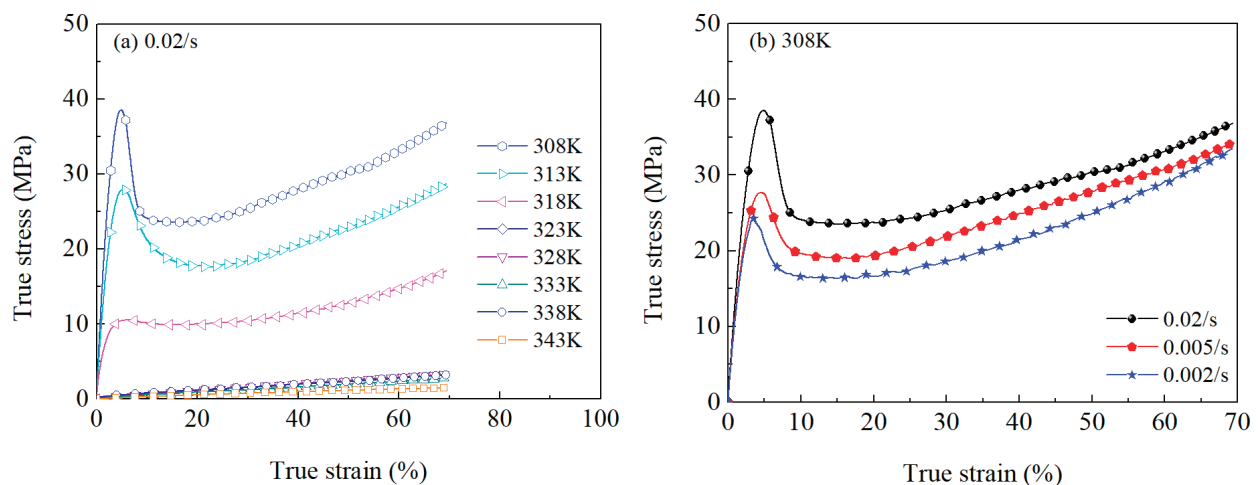 (a) 0.02/s
50
40
30
20
10
0
True stress (MPa)
308K
313K
318K
323K
328K
333K
338K
343K
0 20 40 60 80 100
True strain (%)
(b) 308K
50
40
30
20
10
0
True stress (MPa)
0.02/s
0.005/s
0.002/s
0 10 20 30 40 50 60 70
True strain (%)